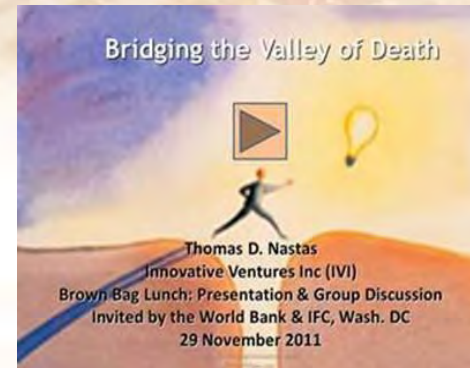 Bridging the Valley of Death
Thomas D. Nastas
Innovative Ventures Inc (IVI)
Brown Bag Lunch: Presentation & Group Discussion
Invited by the World Bank & IFC, Wash. DC
29 November 2011